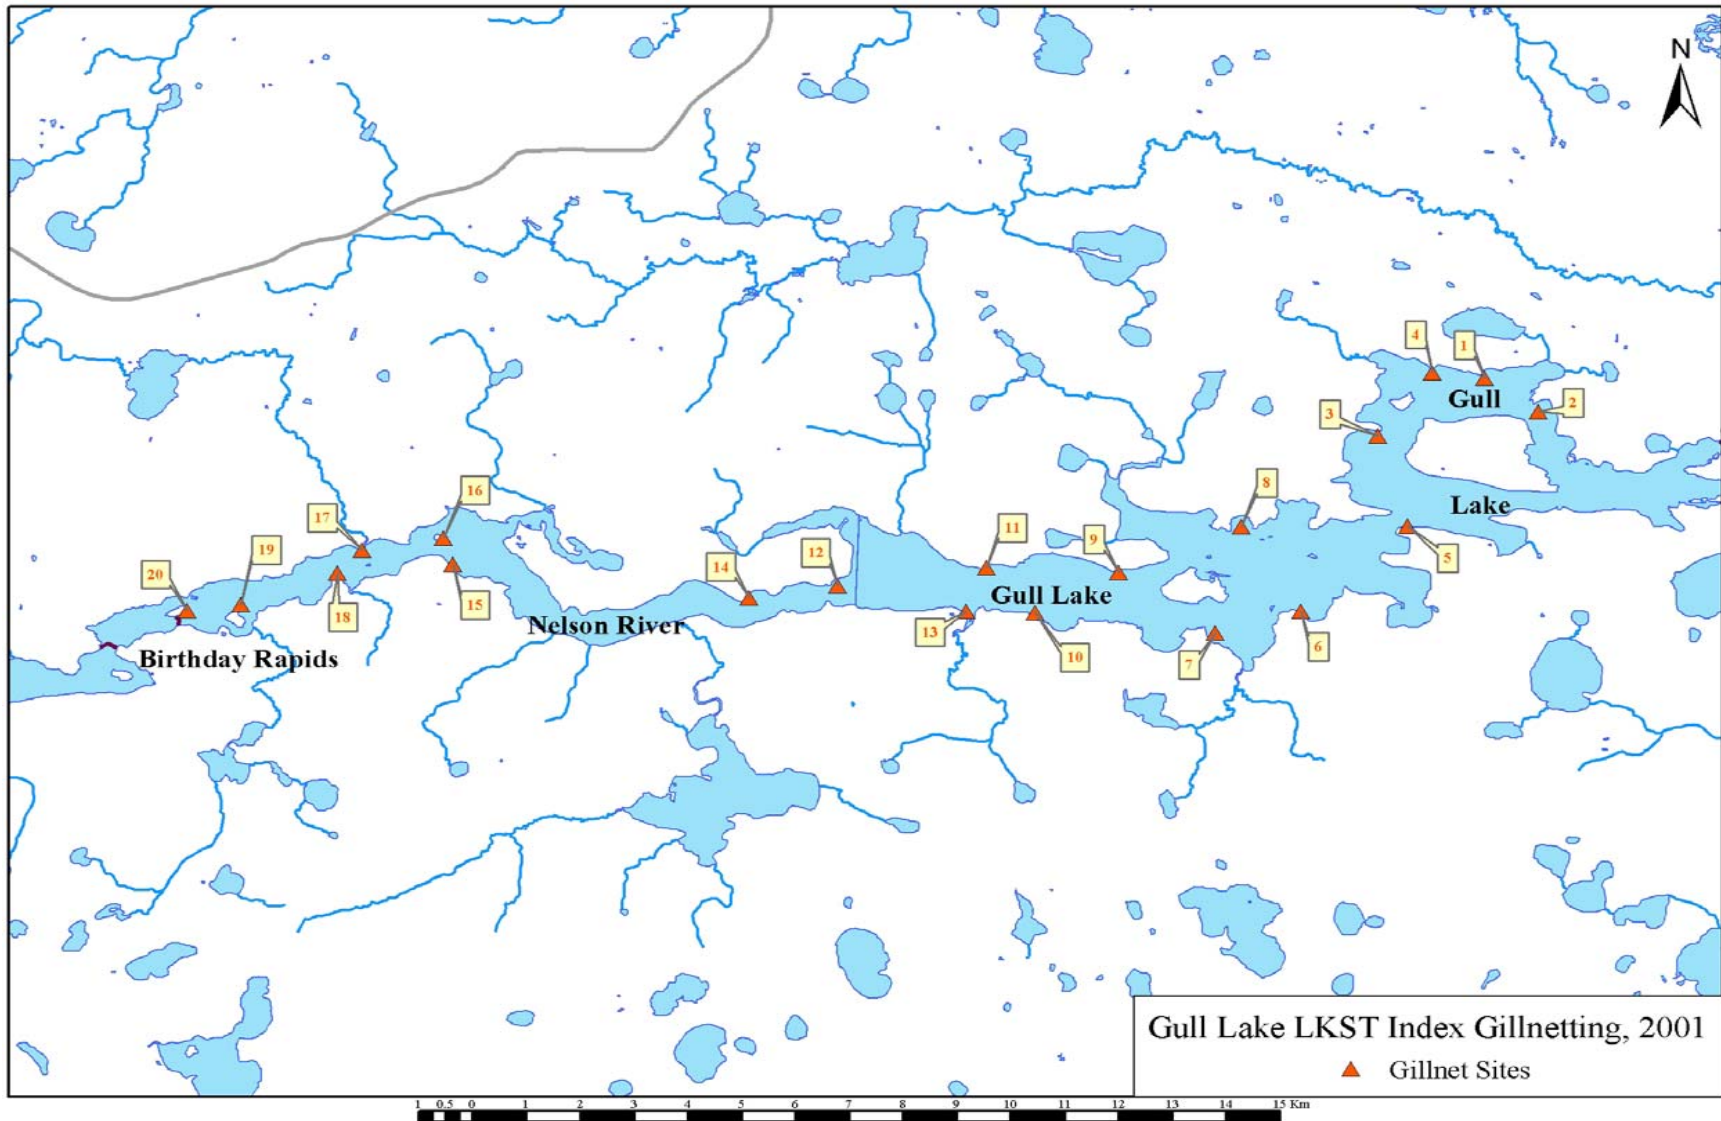 N
4
1
Gull
2
3
16
8
Lake
17
11
9
5
19
12
14
20
Gull Lake
15
18
Nelson River
13
10
7
6
Birthday Rapids
Gull Lake LKST Index Gillnetting, 2001
Gillnet Sites
1 0.5 0 1 2 3 4 5 6 7 8 9 10 11 12 13 14 15 Km